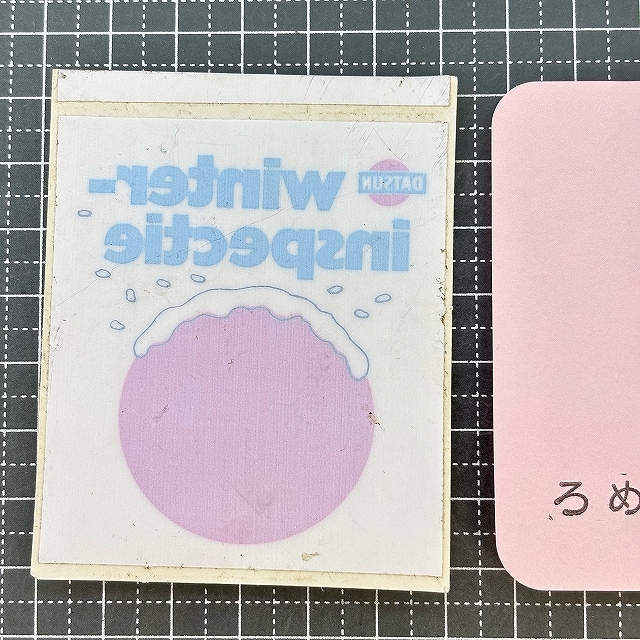 DATSUN
winter-
inspectie
ろめ